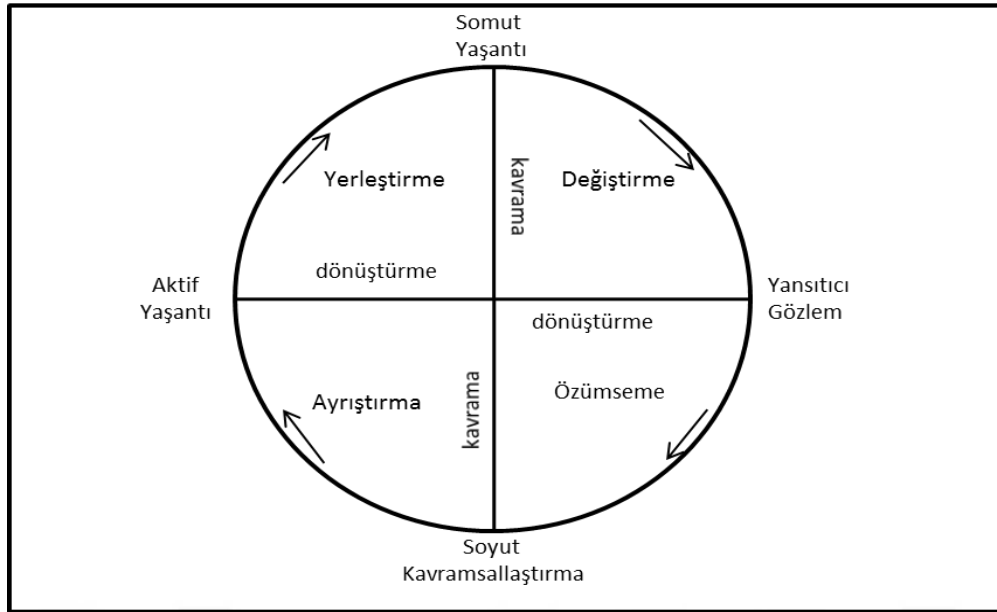 Somut
Yaşantı
kavrama
Yerleştirme
Değiştirme
dönüştürme
Aktif
Yaşantı
Yansıtıcı
Gözlem
dönüştürme
kavrama
Ayrıştırma
Özümseme
Soyut
Kavramsallaştırma